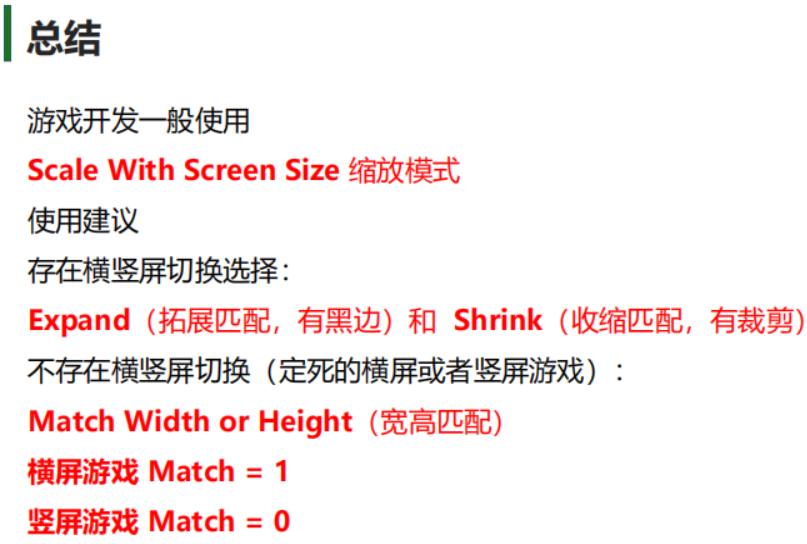 总结
游戏开发一般使用
Scale With Screen Size 缩放模式
使用建议
存在横竖屏切换选择：
Expand（拓展匹配，有黑边）和 Shrink（收缩匹配，有裁剪）
不存在横竖屏切换（定死的横屏或者竖屏游戏）：
Match Width or Height（宽高匹配）
横屏游戏 Match = 1
竖屏游戏 Match = 0